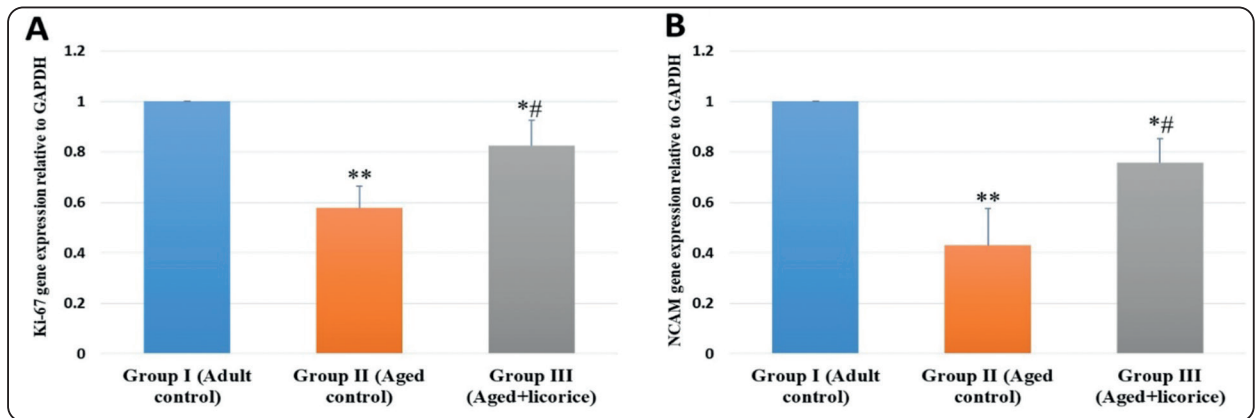 A
Ki-67 gene expression relative to GAPDH
1.2
1
0.8
0.6
0.4
0.2
0
**
*#
Group I (Adult
control)
Group II (Aged
control)
Group III
(Aged+licorice)
B
NCAM gene expression relative to GAPDH
1.2
1
0.8
0.6
0.4
0.2
0
**
*#
Group I (Adult
control)
Group II (Aged
control)
Group III
(Aged+licorice)